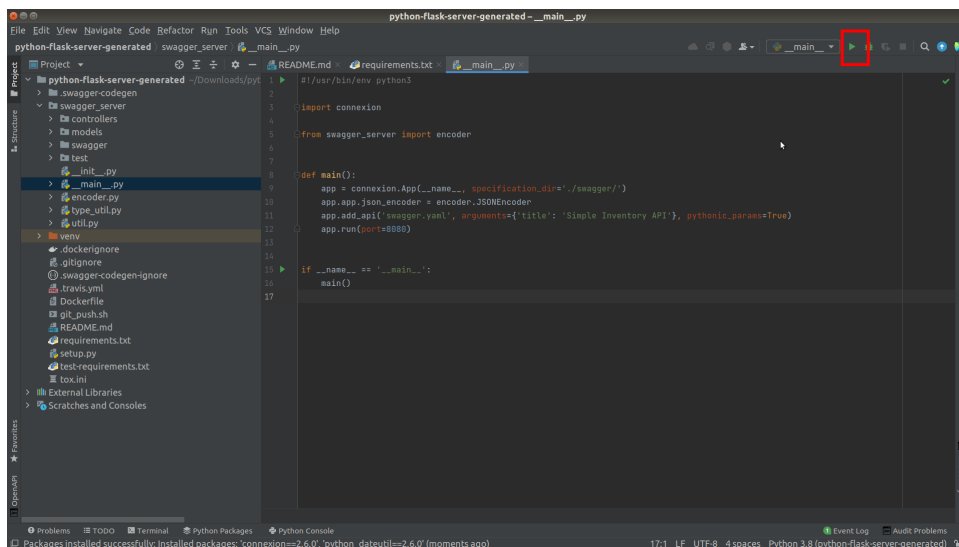 python-flask-server-generated – __main__.py
File Edit View Navigate Code Refactor Run Tools VCS Window Help
python-flask-server-generated swagger_server __main__.py
__main__
Project
README.md
requirements.txt
__main__.py
python-flask-server-generated ~/Downloads/pyt
.swagger-codegen
swagger_server
controllers
models
swagger
test
__init__.py
__main__.py
encoder.py
type_util.py
util.py
venv
.dockerignore
.gitignore
.swagger-codegen-ignore
.travis.yml
Dockerfile
git_push.sh
README.md
requirements.txt
setup.py
test-requirements.txt
tox.ini
External Libraries
Scratches and Consoles
Project
Structure
Favorites
OpenAPI
1 #!/usr/bin/env python3
2
3 import connexion
4
5 from swagger_server import encoder
6
7
8 def main():
9 app = connexion.App(__name__, specification_dir='./swagger/')
10 app.app.json_encoder = encoder.JSONEncoder
11 app.add_api('swagger.yaml', arguments={'title': 'Simple Inventory API'}, pythonic_params=True)
12 app.run(port=8080)
13
14
15 if __name__ == '__main__':
16 main()
17
Problems TODO Terminal Python Packages Python Console
1 Event Log Audit Problems
Packages installed successfully: Installed packages: 'connexion==2.6.0', 'python_dateutil==2.6.0' (moments ago)
17:1 LF UTF-8 4 spaces Python 3.8 (python-flask-server-generated)